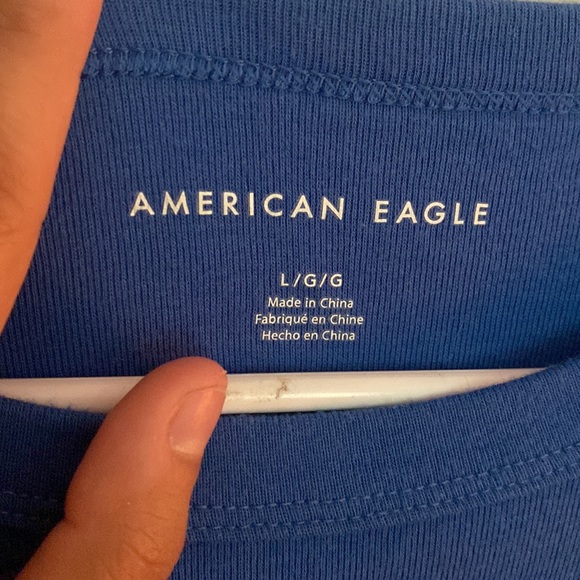 AMERICAN EAGLE
L/G/G
Made in China
Fabriqué en Chine
Hecho en China